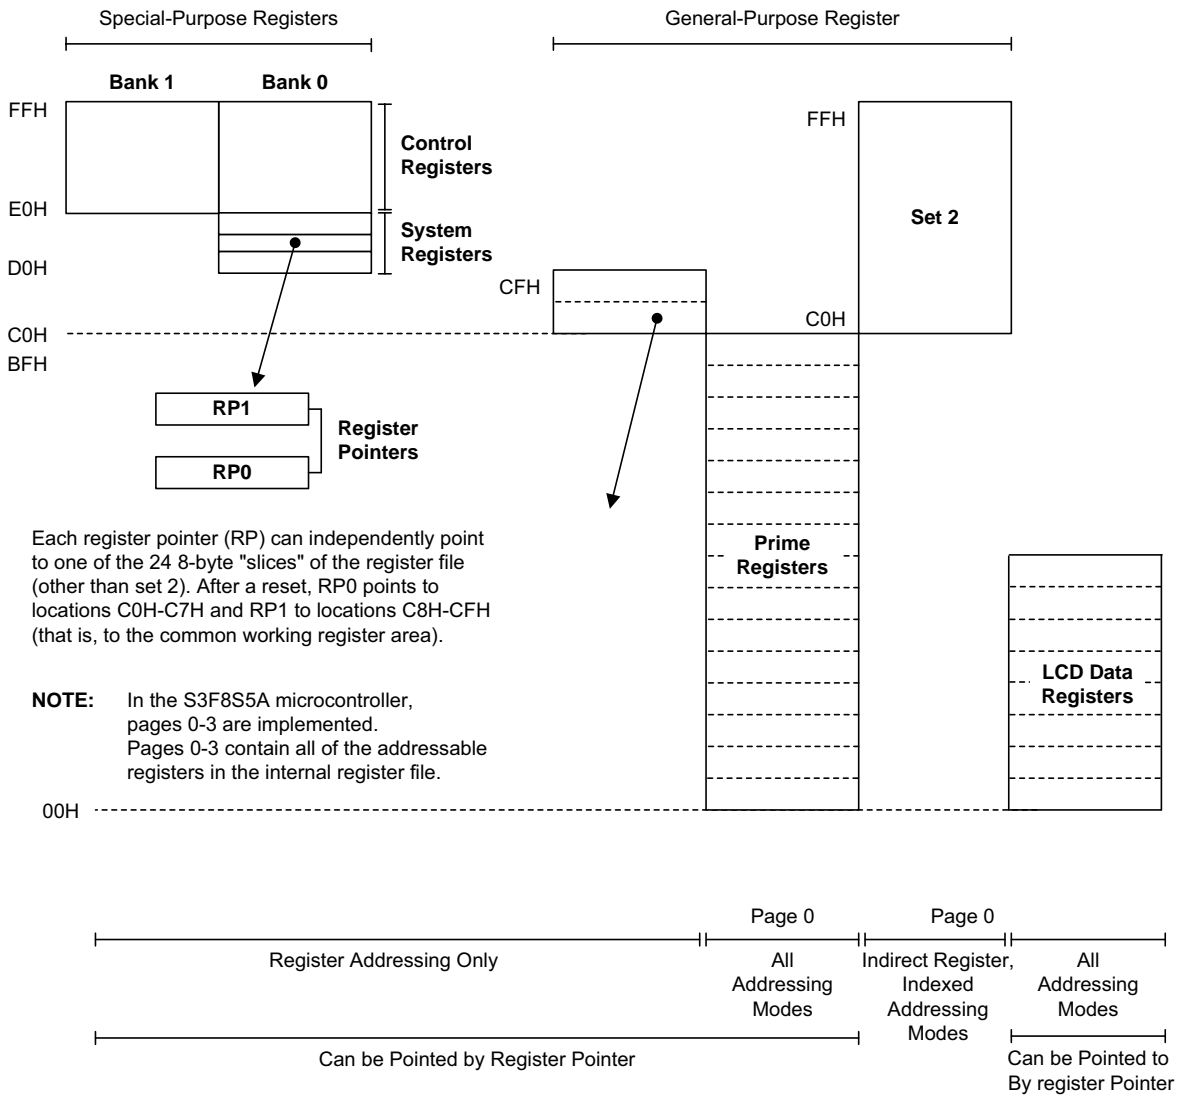 Special-Purpose Registers
General-Purpose Register
Bank 1
Bank 0
FFH
Control
Registers
E0H
System
Registers
D0H
C0H
BFH
FFH
Set 2
CFH
C0H
RP1
Register
Pointers
RP0
Each register pointer (RP) can independently point
to one of the 24 8-byte "slices" of the register file
(other than set 2). After a reset, RP0 points to
locations C0H-C7H and RP1 to locations C8H-CFH
(that is, to the common working register area).
Prime
Registers
LCD Data
Registers
NOTE: In the S3F8S5A microcontroller,
pages 0-3 are implemented.
Pages 0-3 contain all of the addressable
registers in the internal register file.
00H
Page 0
Page 0
Register Addressing Only
All
Addressing
Modes
Indirect Register,
Indexed
Addressing
Modes
All
Addressing
Modes
Can be Pointed by Register Pointer
Can be Pointed to
By register Pointer